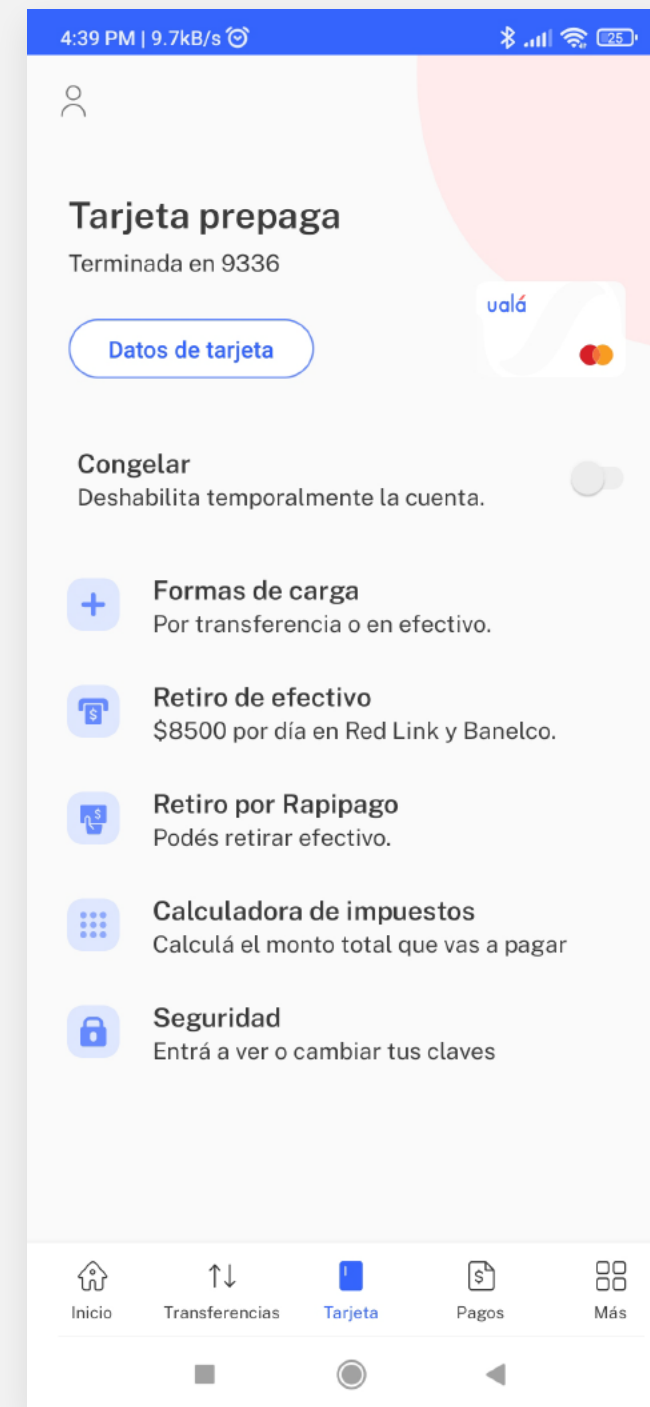 4:39 PM | 9.7kB/s
25
Tarjeta prepaga
Terminada en 9336
ualá
Datos de tarjeta
Congelar
Deshabilita temporalmente la cuenta.
Formas de carga
Por transferencia o en efectivo.
Retiro de efectivo
$8500 por día en Red Link y Banelco.
Retiro por Rapipago
Podés retirar efectivo.
Calculadora de impuestos
Calculá el monto total que vas a pagar
Seguridad
Entrá a ver o cambiar tus claves
Inicio
Transferencias
Tarjeta
Pagos
Más